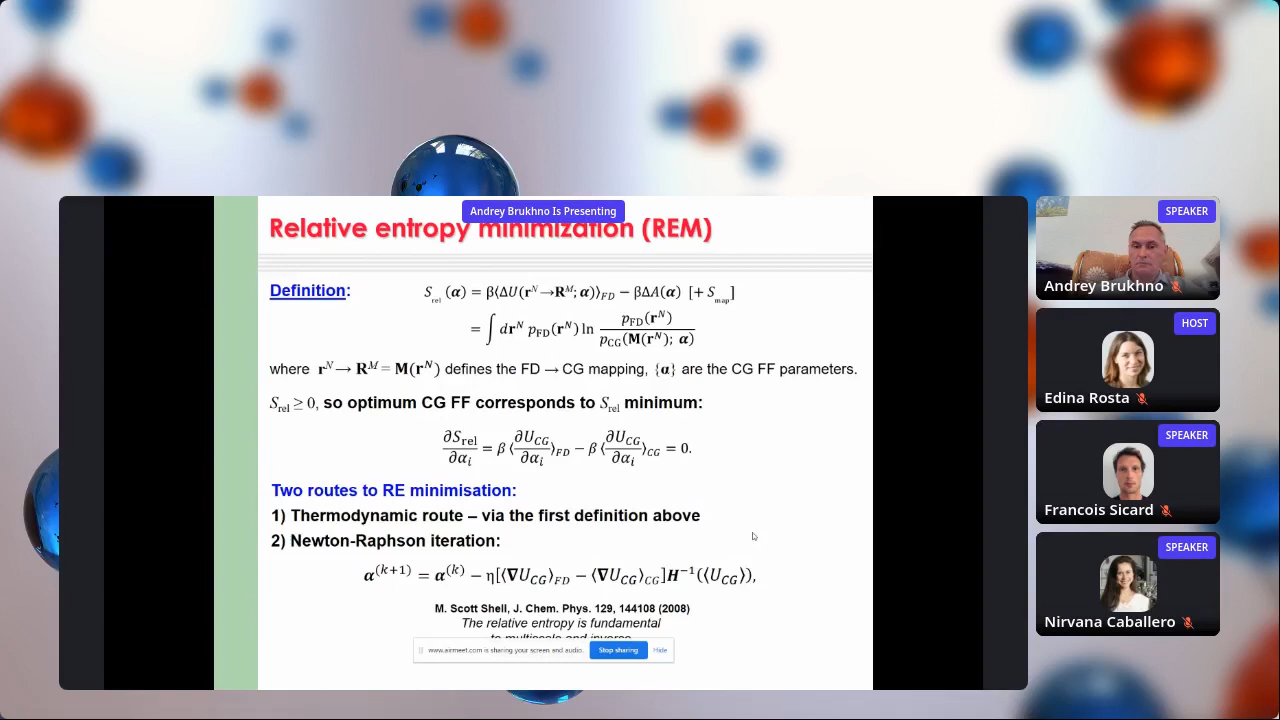 Andrey Brukhno Is Presenting
Relative entropy minimization (REM)
Definition:
S_rel (α) = β⟨ΔU(r^N→R^M; α)⟩_FD − βΔA(α) [+ S_map]
= ∫ dr^N p_FD(r^N) ln p_FD(r^N) / p_CG(M(r^N); α)
where r^N → R^M = M(r^N) defines the FD → CG mapping, {α} are the CG FF parameters.
S_rel ≥ 0, so optimum CG FF corresponds to S_rel minimum:
∂S_rel/∂α_i = β ⟨∂U_CG/∂α_i⟩_FD − β ⟨∂U_CG/∂α_i⟩_CG = 0.
Two routes to RE minimisation:
1) Thermodynamic route – via the first definition above
2) Newton-Raphson iteration:
α^(k+1) = α^(k) − η[⟨∇U_CG⟩_FD − ⟨∇U_CG⟩_CG]H^−1(⟨U_CG⟩),
M. Scott Shell, J. Chem. Phys. 129, 144108 (2008)
The relative entropy is fundamental
to multiscale and inverse
www.airmeet.com is sharing your screen and audio.
Stop sharing
Hide
SPEAKER
Andrey Brukhno
HOST
Edina Rosta
SPEAKER
Francois Sicard
SPEAKER
Nirvana Caballero